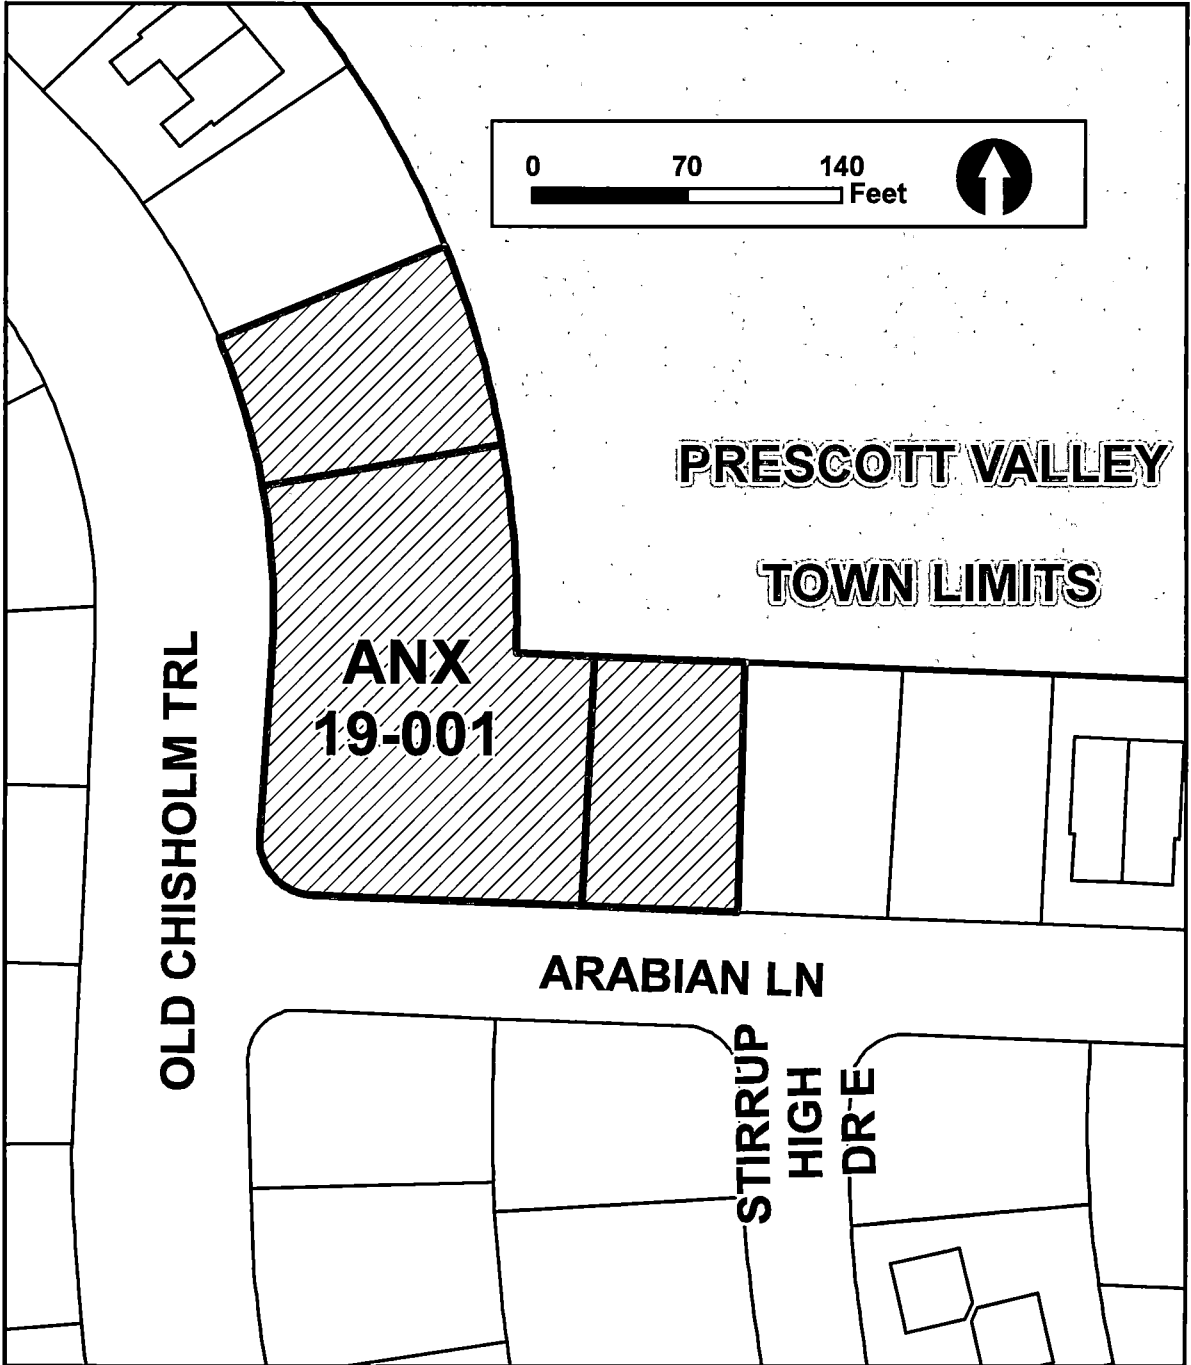 0 70 140
Feet
PRESCOTT VALLEY
TOWN LIMITS
ANX
19-001
OLD CHISHOLM TRL
ARABIAN LN
STIRRUP
HIGH
DR E